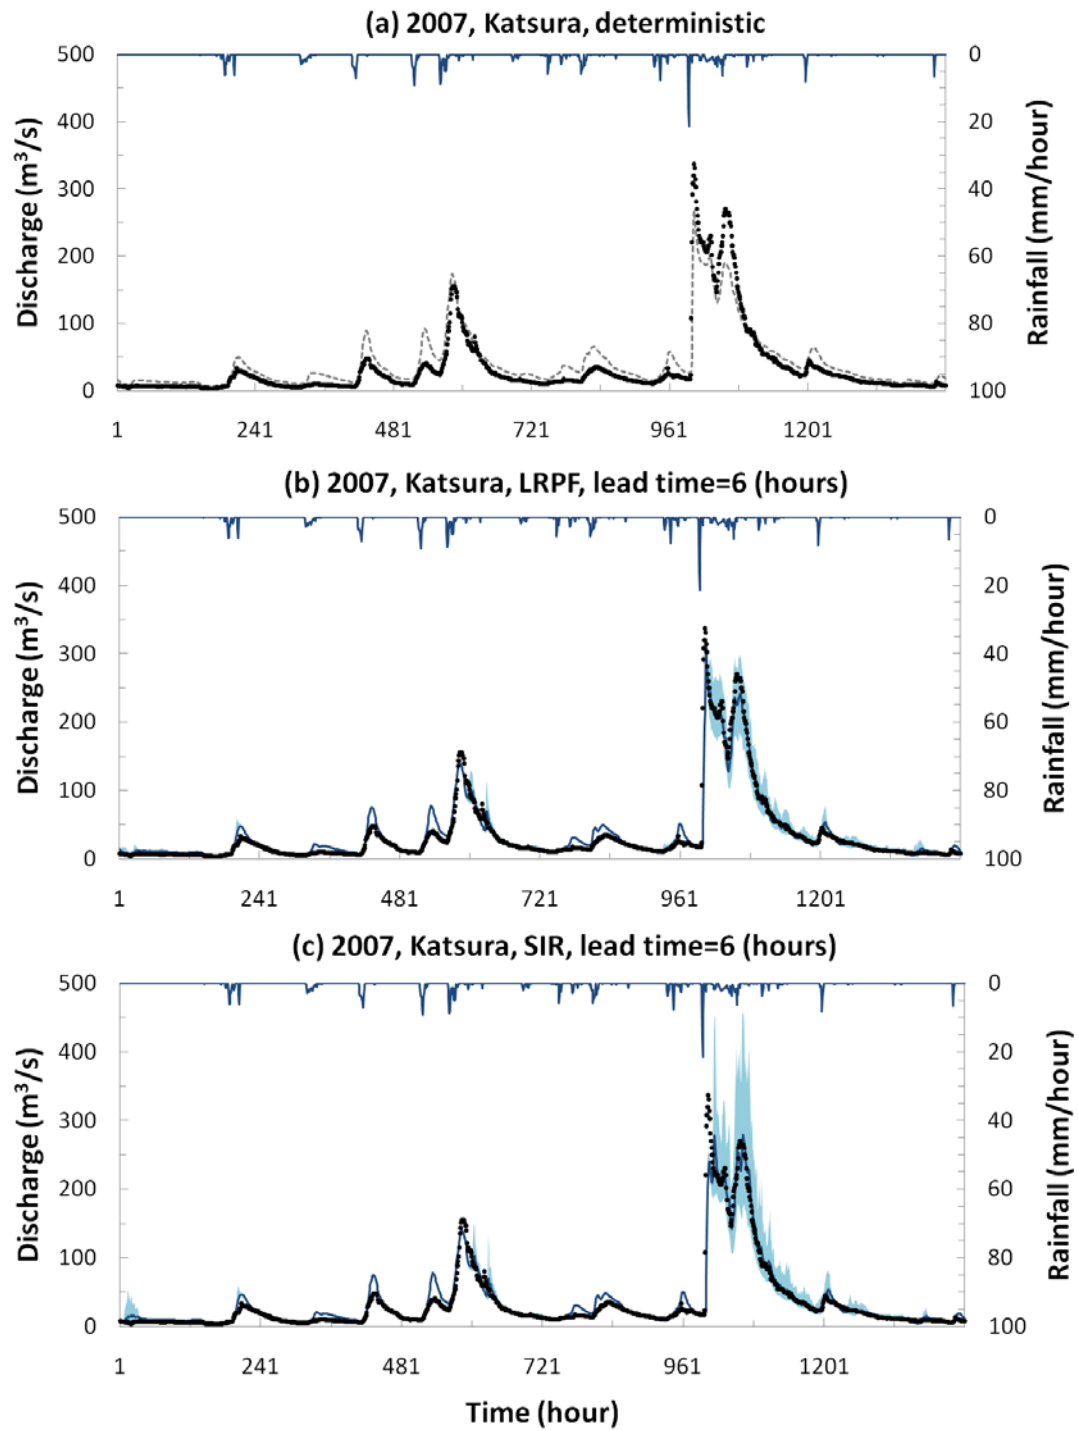 (a) 2007, Katsura, deterministic
500
400
300
200
100
0
Discharge (m³/s)
0
20
40
60
80
100
Rainfall (mm/hour)
1 241 481 721 961 1201
(b) 2007, Katsura, LRPF, lead time=6 (hours)
500
400
300
200
100
0
Discharge (m³/s)
0
20
40
60
80
100
Rainfall (mm/hour)
1 241 481 721 961 1201
(c) 2007, Katsura, SIR, lead time=6 (hours)
500
400
300
200
100
0
Discharge (m³/s)
0
20
40
60
80
100
Rainfall (mm/hour)
1 241 481 721 961 1201
Time (hour)